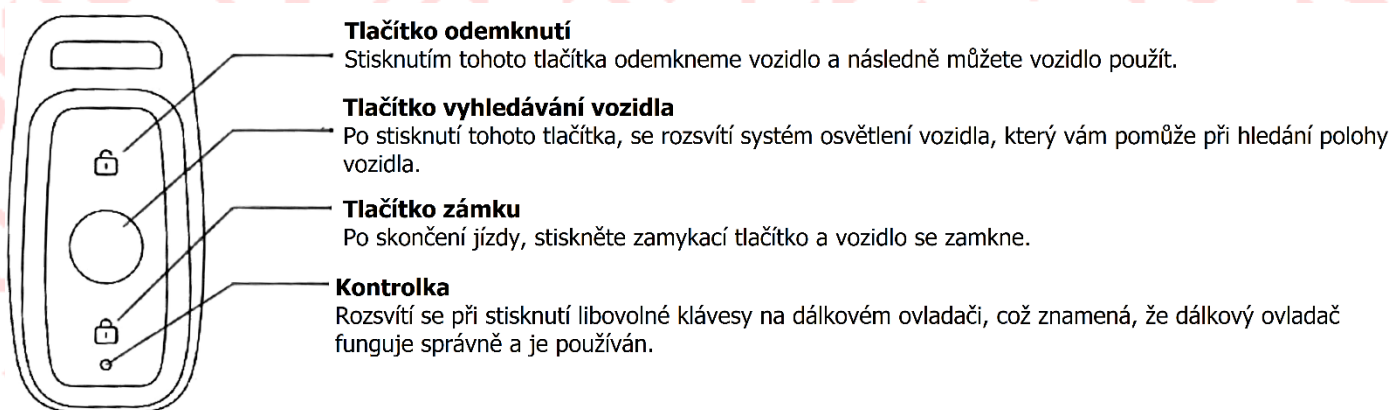 Tlačítko odemknutí
Stisknutím tohoto tlačítka odemkneme vozidlo a následně můžete vozidlo použít.
Tlačítko vyhledávání vozidla
Po stisknutí tohoto tlačítka, se rozsvítí systém osvětlení vozidla, který vám pomůže při hledání polohy
vozidla.
Tlačítko zámku
Po skončení jízdy, stiskněte zamykací tlačítko a vozidlo se zamkne.
Kontrolka
Rozsvítí se při stisknutí libovolné klávesy na dálkovém ovladači, což znamená, že dálkový ovladač
funguje správně a je používán.